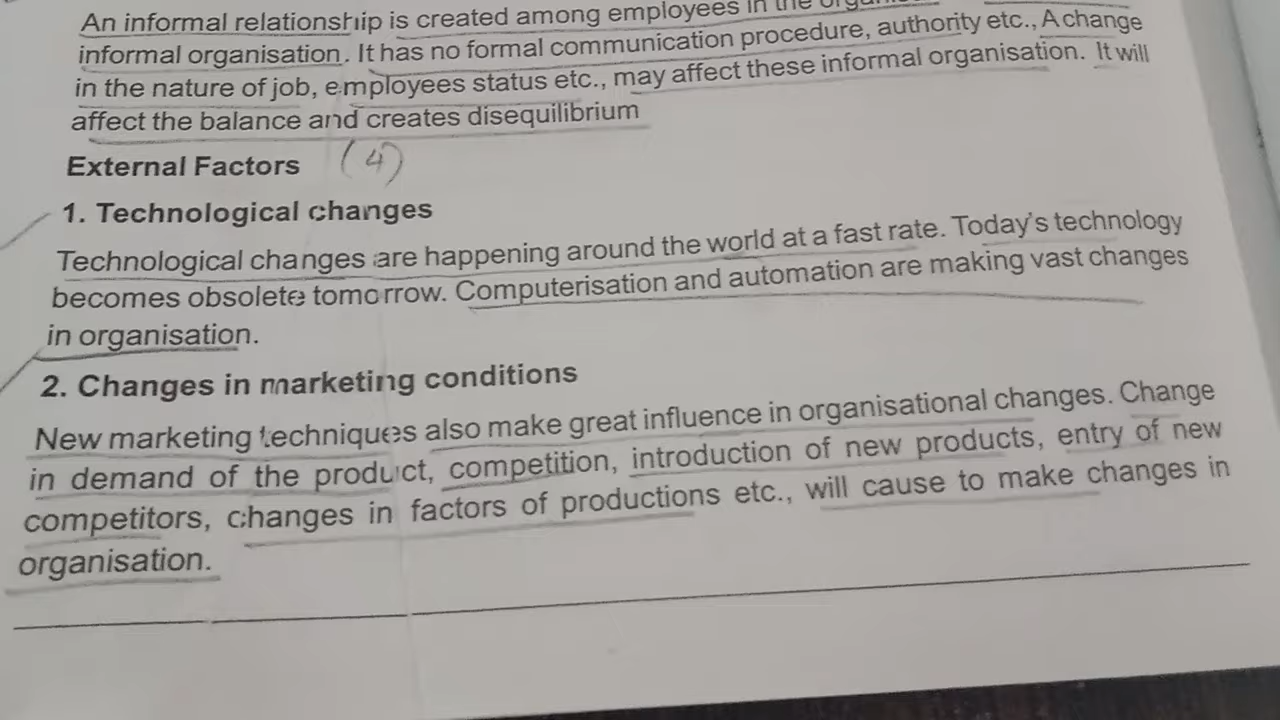 An informal relationship is created among employees in the
informal organisation. It has no formal communication procedure, authority etc., A change
in the nature of job, employees status etc., may affect these informal organisation. It will
affect the balance and creates disequilibrium
External Factors (4)
1. Technological changes
Technological changes are happening around the world at a fast rate. Today's technology
becomes obsolete tomorrow. Computerisation and automation are making vast changes
in organisation.
2. Changes in marketing conditions
New marketing techniques also make great influence in organisational changes. Change
in demand of the product, competition, introduction of new products, entry of new
competitors, changes in factors of productions etc., will cause to make changes in
organisation.